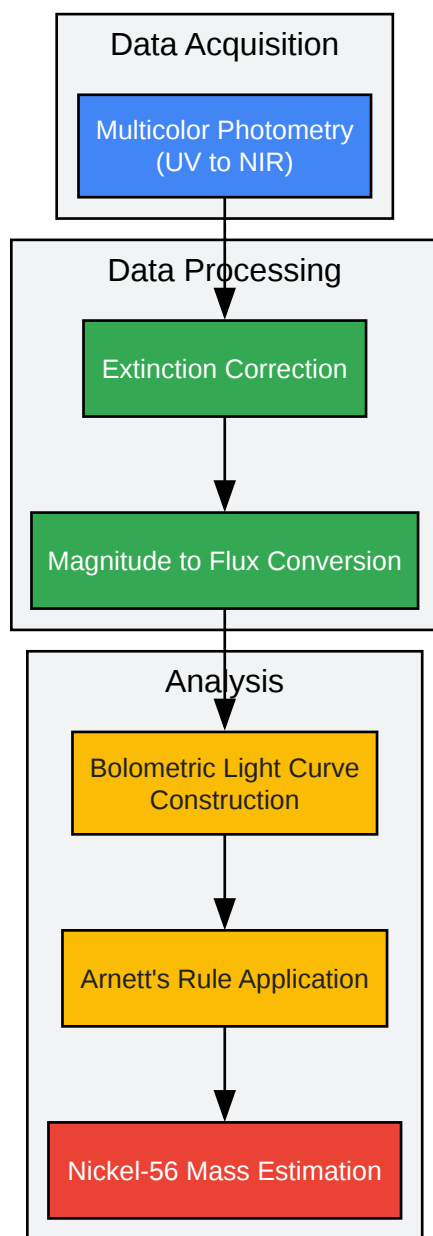 Data Acquisition
Multicolor Photometry
(UV to NIR)
Data Processing
Extinction Correction
Magnitude to Flux Conversion
Analysis
Bolometric Light Curve
Construction
Arnett's Rule Application
Nickel-56 Mass Estimation